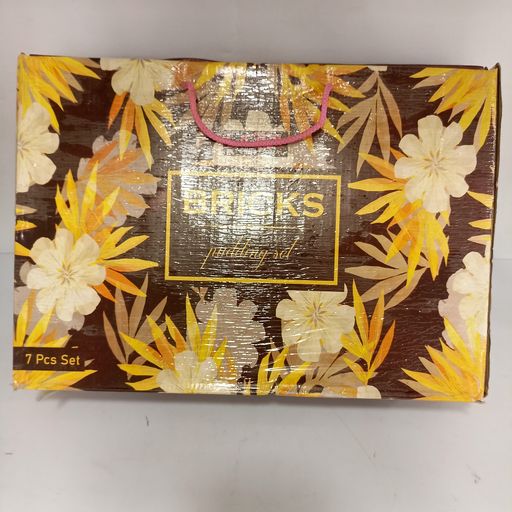 BRICKS
pudding set
7 Pcs Set